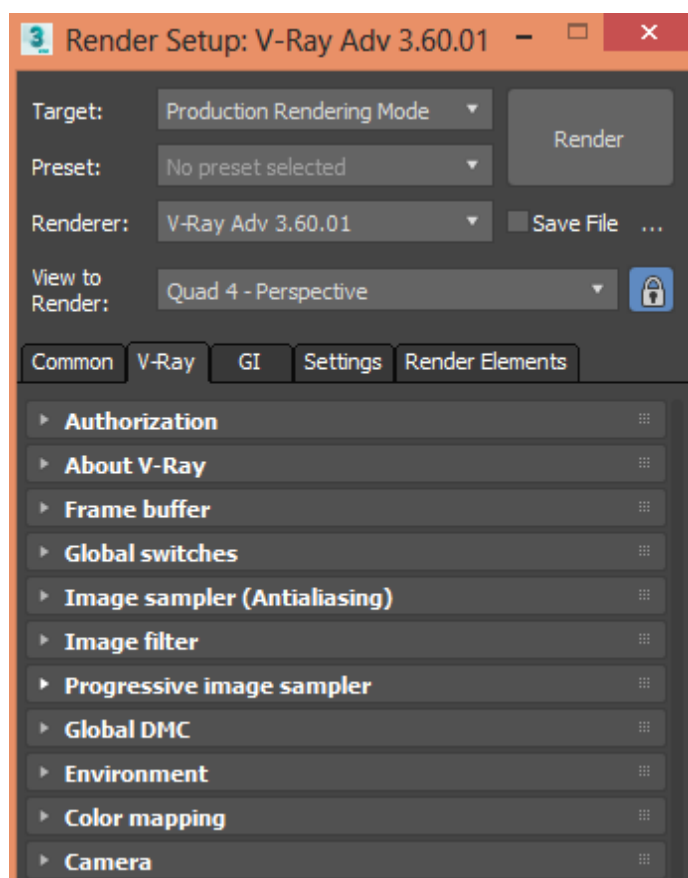 Render Setup: V-Ray Adv 3.60.01
Target: Production Rendering Mode
Render
Preset: No preset selected
Renderer: V-Ray Adv 3.60.01 Save File ...
View to
Render: Quad 4 - Perspective
Common V-Ray GI Settings Render Elements
Authorization
About V-Ray
Frame buffer
Global switches
Image sampler (Antialiasing)
Image filter
Progressive image sampler
Global DMC
Environment
Color mapping
Camera